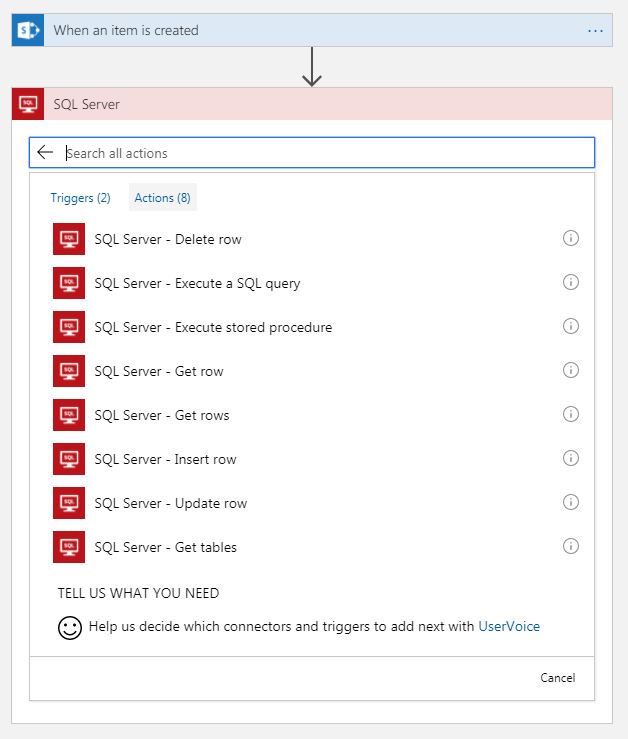 When an item is created
SQL Server
Search all actions
Triggers (2) Actions (8)
SQL Server - Delete row
SQL Server - Execute a SQL query
SQL Server - Execute stored procedure
SQL Server - Get row
SQL Server - Get rows
SQL Server - Insert row
SQL Server - Update row
SQL Server - Get tables
TELL US WHAT YOU NEED
Help us decide which connectors and triggers to add next with UserVoice
Cancel